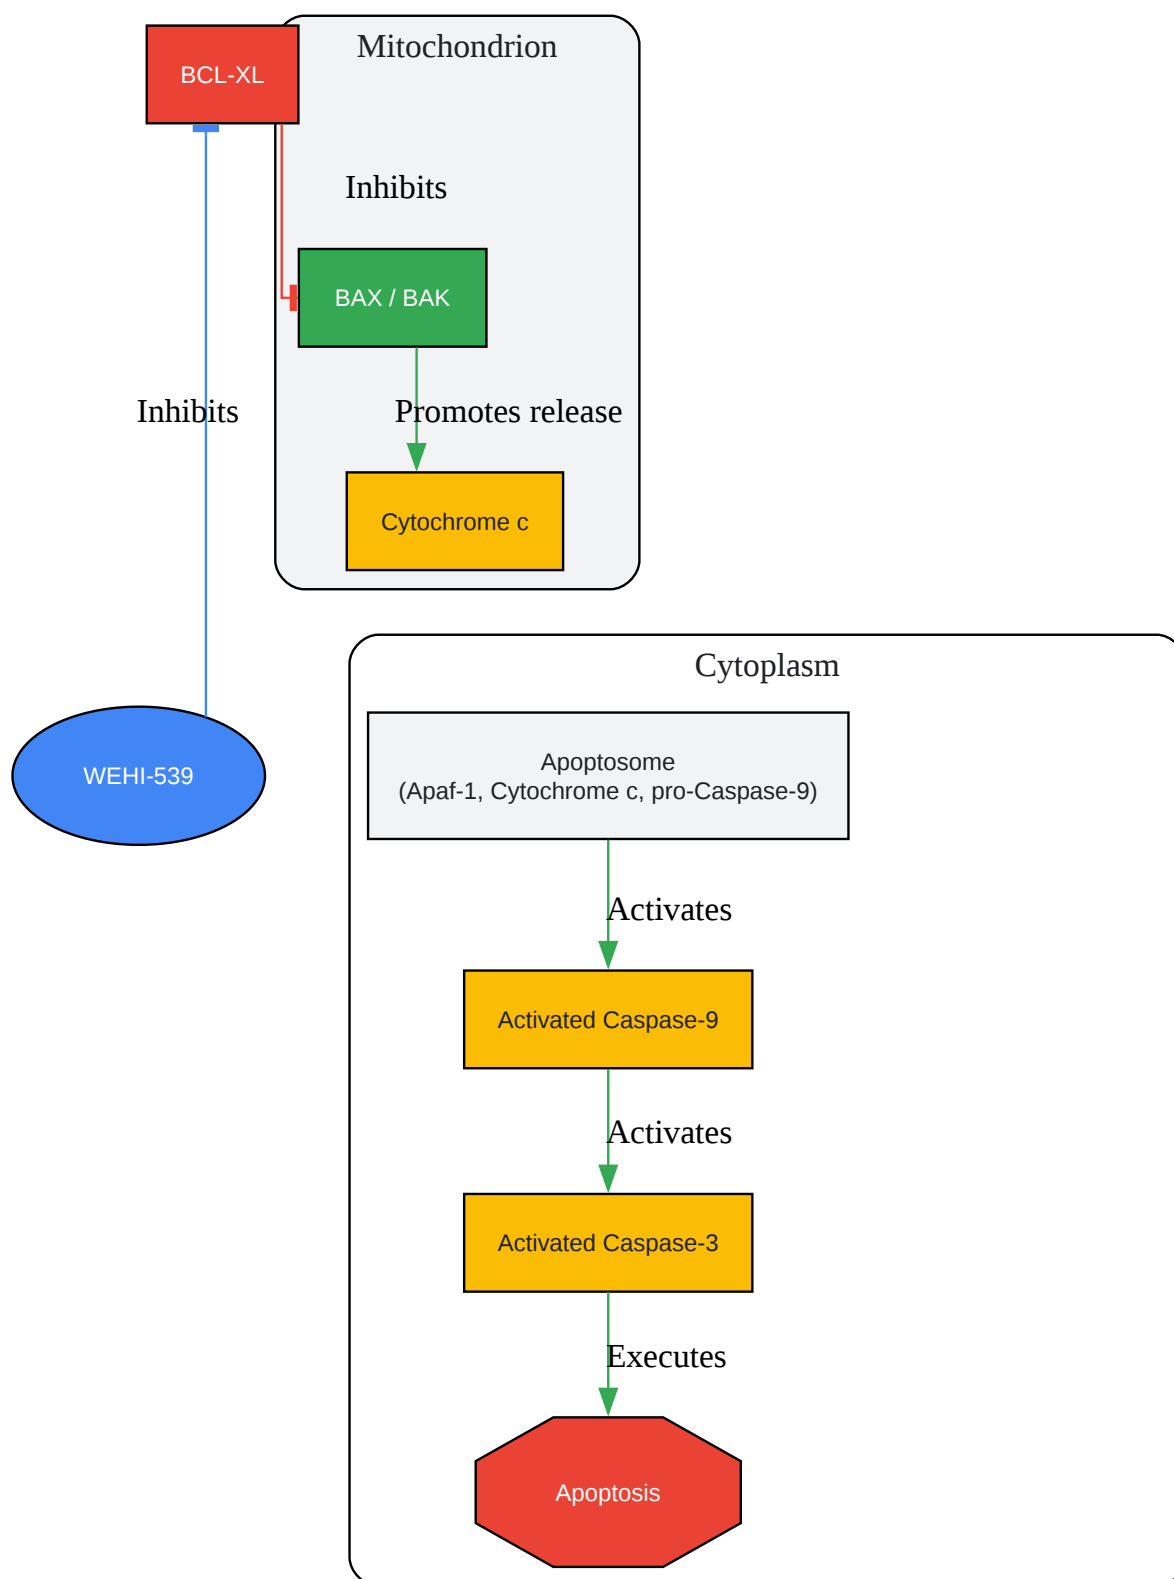 Mitochondrion
BCL-XL
Inhibits
BAX / BAK
Inhibits
Promotes release
Cytochrome c
Cytoplasm
WEHI-539
Apoptosome
(Apaf-1, Cytochrome c, pro-Caspase-9)
Activates
Activated Caspase-9
Activates
Activated Caspase-3
Executes
Apoptosis